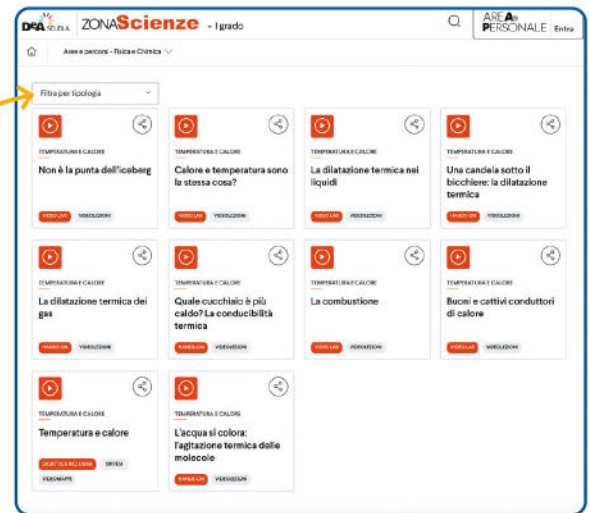 DEA SCUOLA ZONAScienze - I grado
AREA PERSONALE Entra
Aree e percorsi - Fisica e Chimica
Filtra per tipologia
TEMPERATURA E CALORE
Non è la punta dell'iceberg
VIDEO LAB VIDEOLEZIONI
TEMPERATURA E CALORE
Calore e temperatura sono
la stessa cosa?
VIDEO LAB VIDEOLEZIONI
TEMPERATURA E CALORE
La dilatazione termica nei
liquidi
VIDEO LAB VIDEOLEZIONI
TEMPERATURA E CALORE
Una candela sotto il
bicchiere: la dilatazione
termica
HANDS-ON VIDEOLEZIONI
TEMPERATURA E CALORE
La dilatazione termica dei
gas
HANDS-ON VIDEOLEZIONI
TEMPERATURA E CALORE
Quale cucchiaio è più
caldo? La conducibilità
termica
HANDS-ON VIDEOLEZIONI
TEMPERATURA E CALORE
La combustione
VIDEO LAB VIDEOLEZIONI
TEMPERATURA E CALORE
Buoni e cattivi conduttori
di calore
VIDEO LAB VIDEOLEZIONI
TEMPERATURA E CALORE
Temperatura e calore
DIDATTICA INCLUSIVA SINTESI
VIDEOMAPPE
TEMPERATURA E CALORE
L'acqua si colora:
l'agitazione termica delle
molecole
HANDS-ON VIDEOLEZIONI